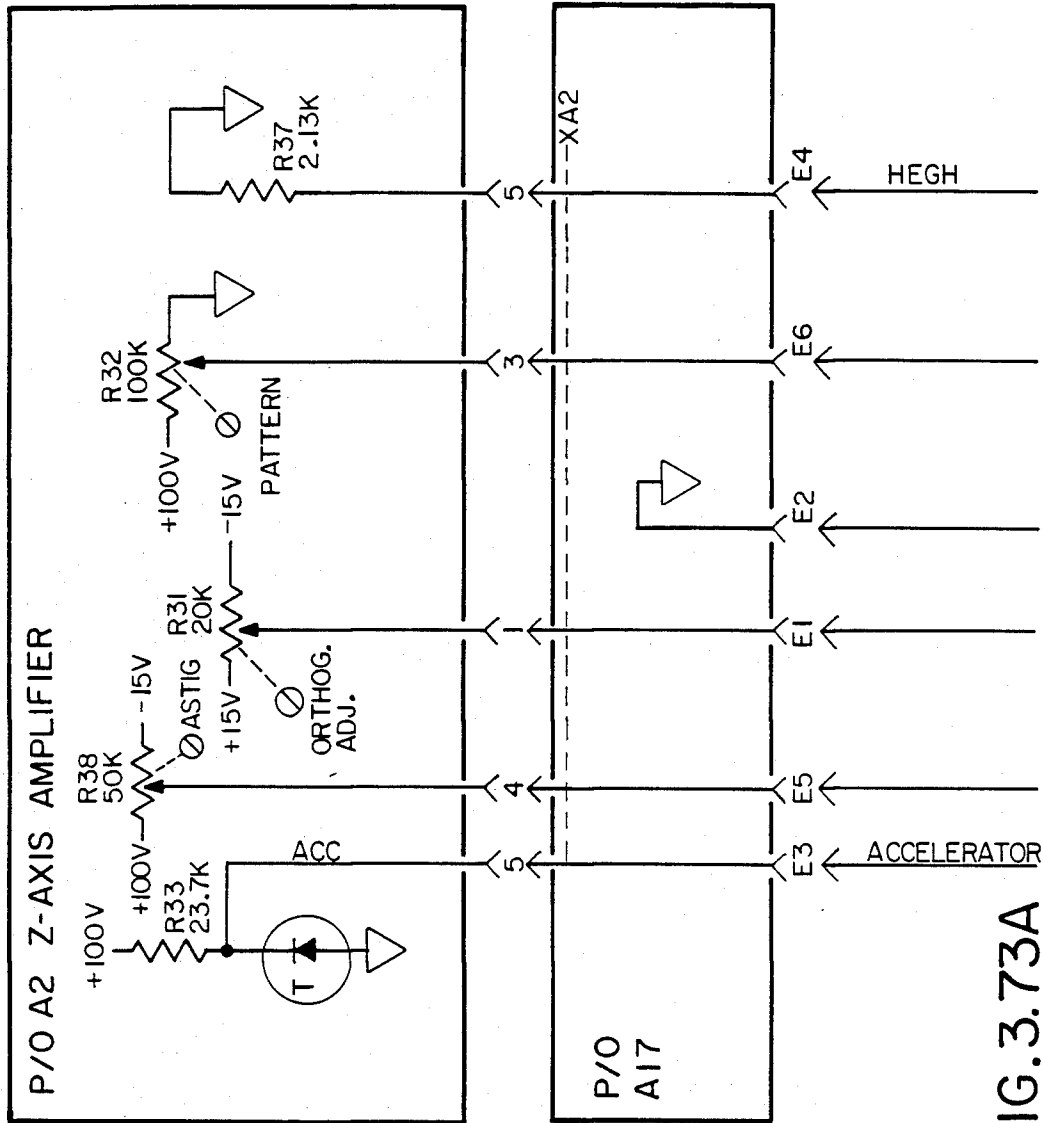 P/O A2 Z-AXIS AMPLIFIER
+100V
R33
23.7K
T
ACC
R38
50K
+100V
-15V
ASTIG
R31
20K
+15V
-15V
ORTHOG.
ADJ.
R32
100K
+100V
PATTERN
R37
2.13K
5
4
1
3
5
XA2
P/O
A17
E3
E5
E1
E2
E6
E4
ACCELERATOR
HEGH
IG.3.73A